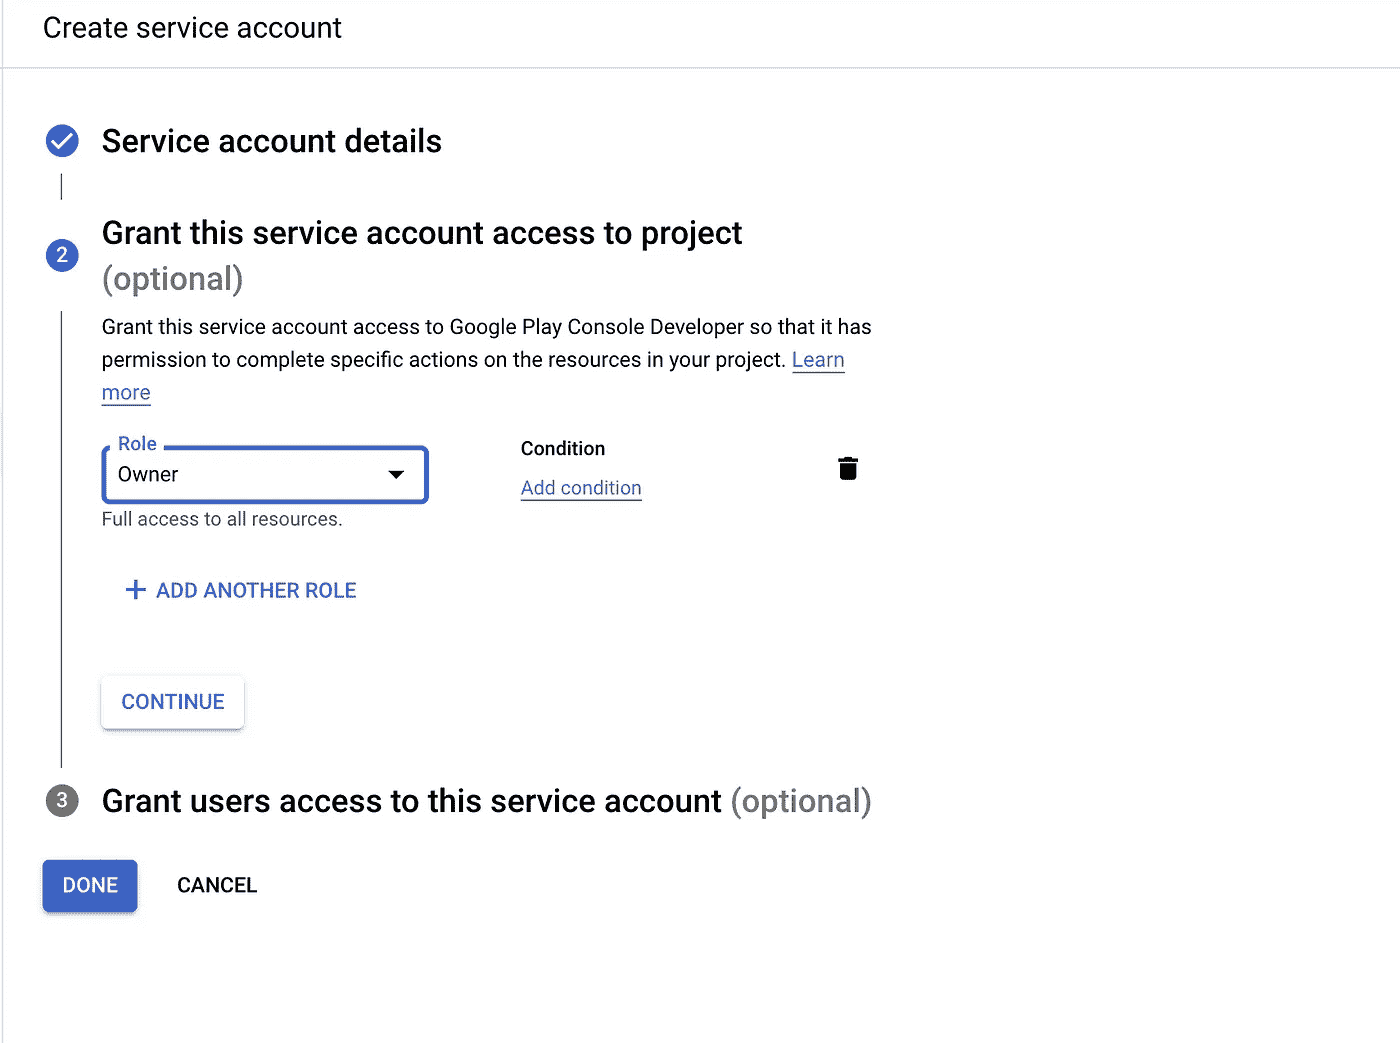 Create service account
Service account details
2
Grant this service account access to project
(optional)
Grant this service account access to Google Play Console Developer so that it has
permission to complete specific actions on the resources in your project. Learn
more
Role
Owner
Full access to all resources.
Condition
Add condition
+ ADD ANOTHER ROLE
CONTINUE
3
Grant users access to this service account (optional)
DONE
CANCEL